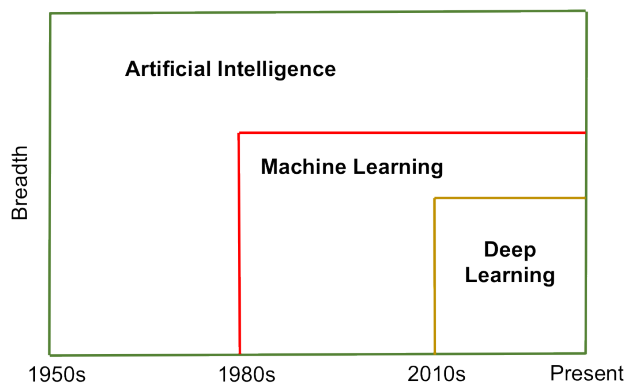 Artificial Intelligence
Machine Learning
Breadth
Deep
Learning
1950s
1980s
2010s
Present